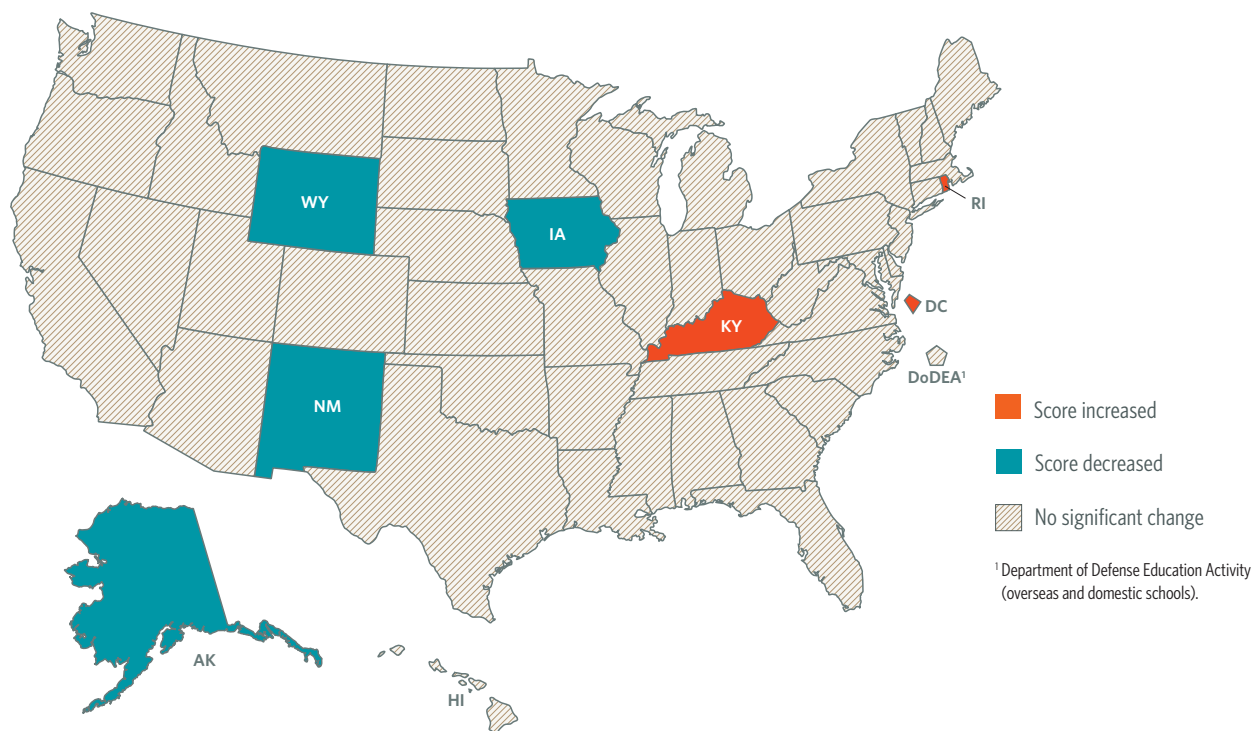 WY
IA
RI
DC
KY
DoDEA¹
NM
Score increased
Score decreased
No significant change
¹ Department of Defense Education Activity
(overseas and domestic schools).
AK
HI